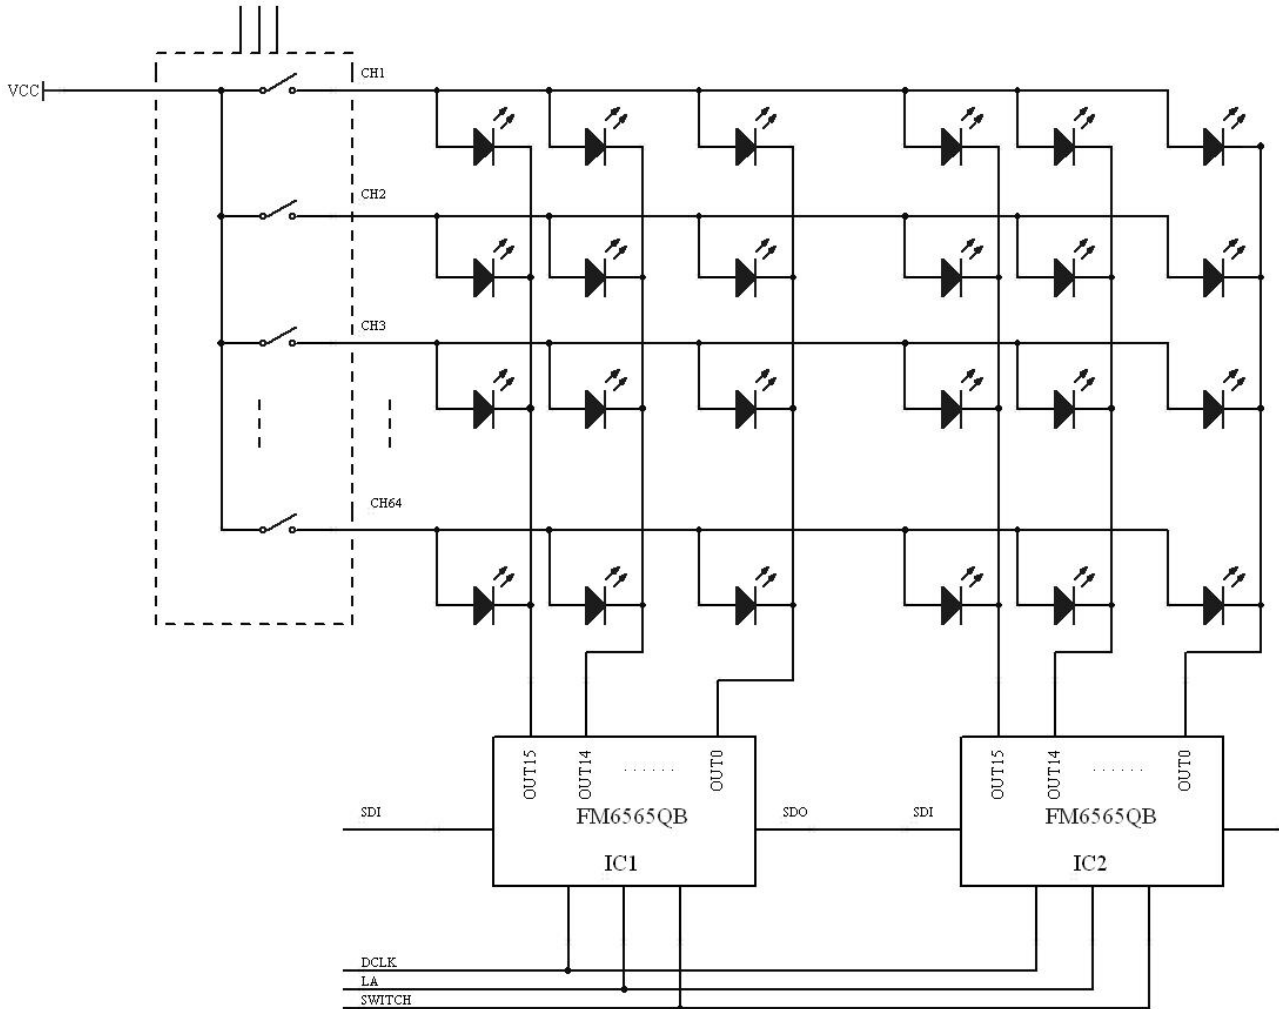 VCC
CH1
CH2
CH3
CH64
OUT15 OUT14 ...... OUT0
OUT15 OUT14 ...... OUT0
SDI FM6565QB SDO SDI FM6565QB
IC1 IC2
DCLK
LA
SWITCH